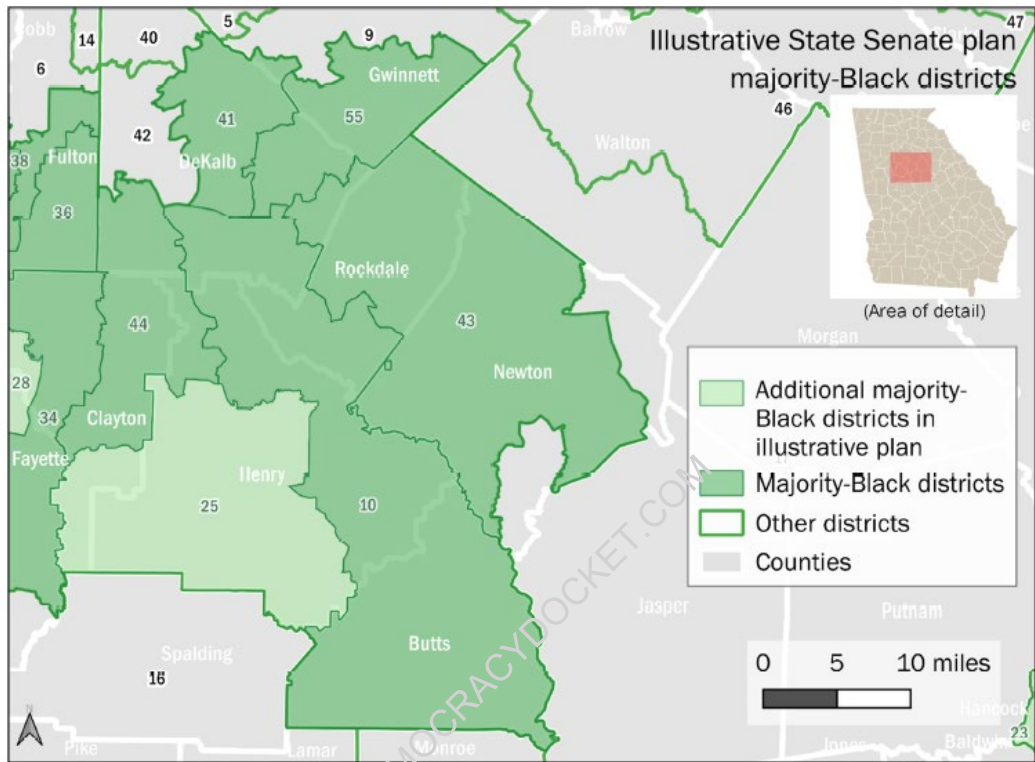 Illustrative State Senate plan
majority-Black districts
(Area of detail)
Additional majority-
Black districts in
illustrative plan
Majority-Black districts
Other districts
Counties
0 5 10 miles
5
47
14
40
9
Barrow
6
Gwinnett
46
41
55
42
Walton
38
Fulton
DeKalb
36
Rockdale
43
44
Morgan
28
Newton
34
Clayton
Fayette
Henry
25
10
Jasper
Putnam
Butts
Spalding
16
Hancock
23
N
Pike
Lamar
Monroe
Jones
MOCRACYDOCKET.COM